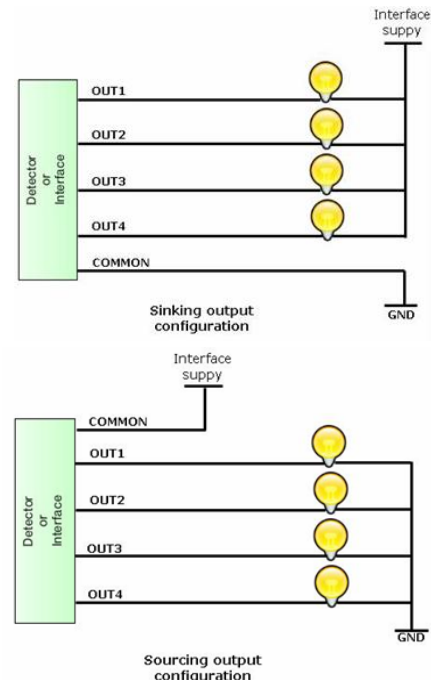 Interface
suppy
OUT1
OUT2
OUT3
OUT4
COMMON
Detector
or
Interface
GND
Sinking output
configuration
Interface
suppy
COMMON
OUT1
OUT2
OUT3
OUT4
Detector
or
Interface
GND
Sourcing output
configuration